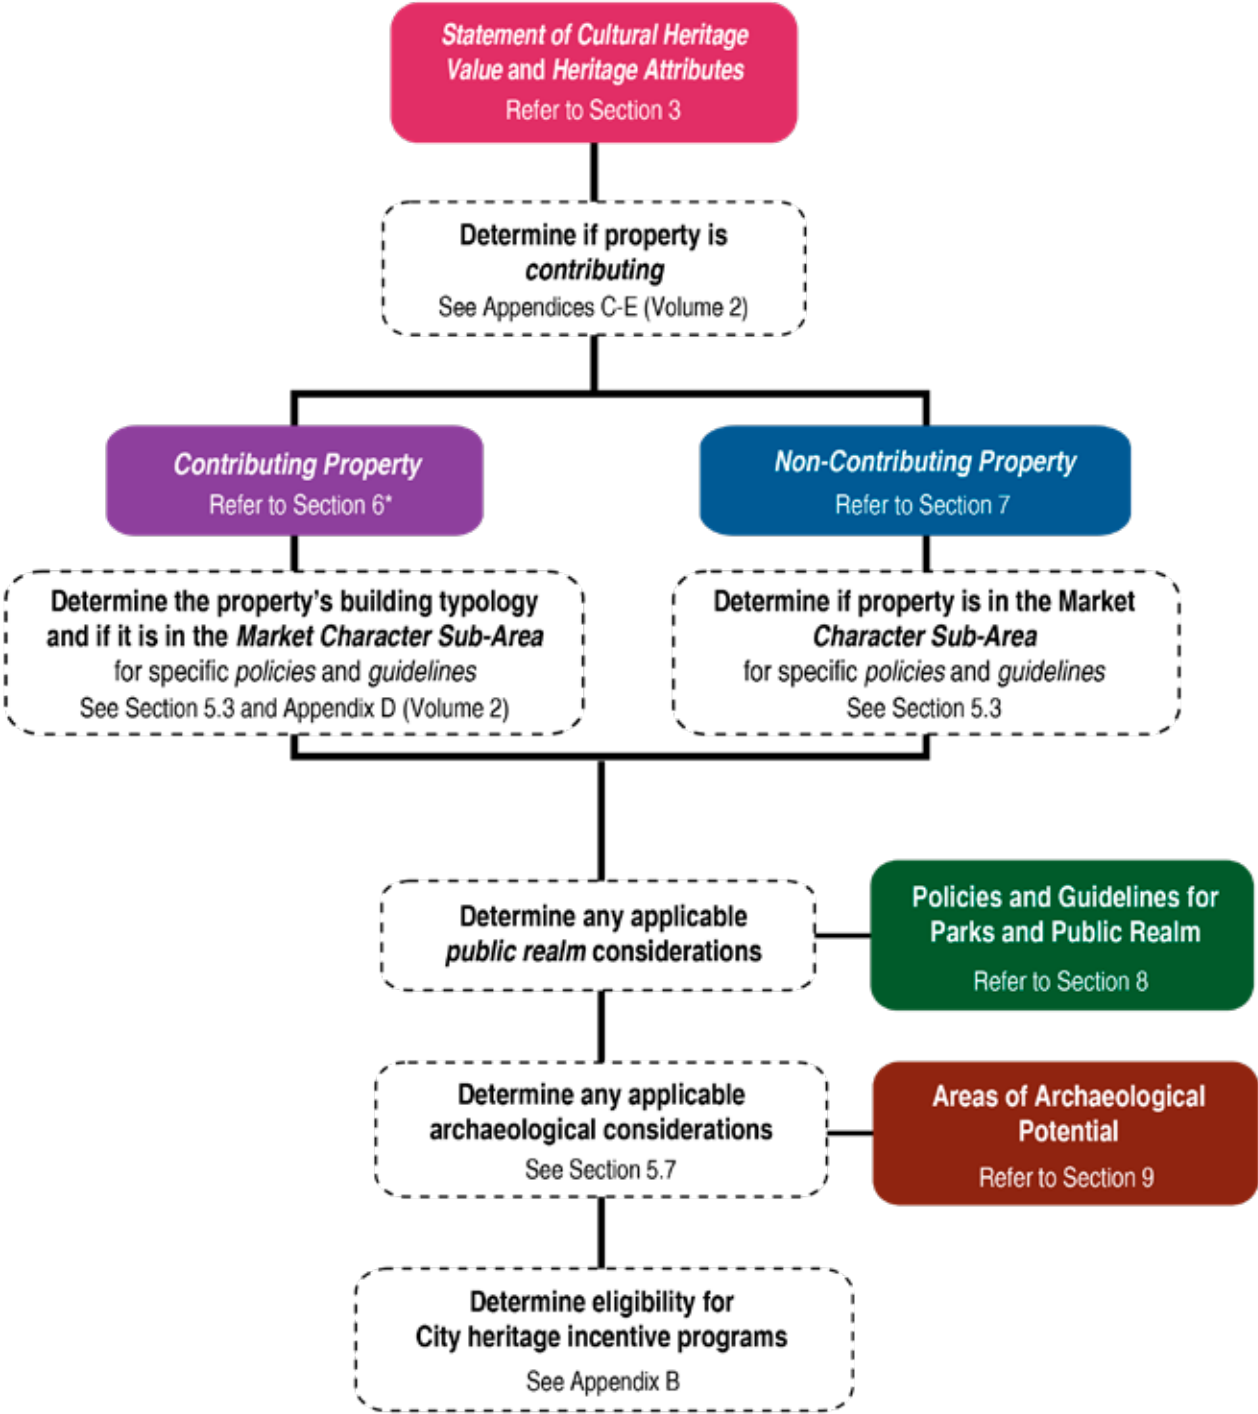 Statement of Cultural Heritage
Value and Heritage Attributes
Refer to Section 3
Determine if property is
contributing
See Appendices C-E (Volume 2)
Contributing Property
Refer to Section 6*
Non-Contributing Property
Refer to Section 7
Determine the property's building typology
and if it is in the Market Character Sub-Area
for specific policies and guidelines
See Section 5.3 and Appendix D (Volume 2)
Determine if property is in the Market
Character Sub-Area
for specific policies and guidelines
See Section 5.3
Determine any applicable
public realm considerations
Policies and Guidelines for
Parks and Public Realm
Refer to Section 8
Determine any applicable
archaeological considerations
See Section 5.7
Areas of Archaeological
Potential
Refer to Section 9
Determine eligibility for
City heritage incentive programs
See Appendix B